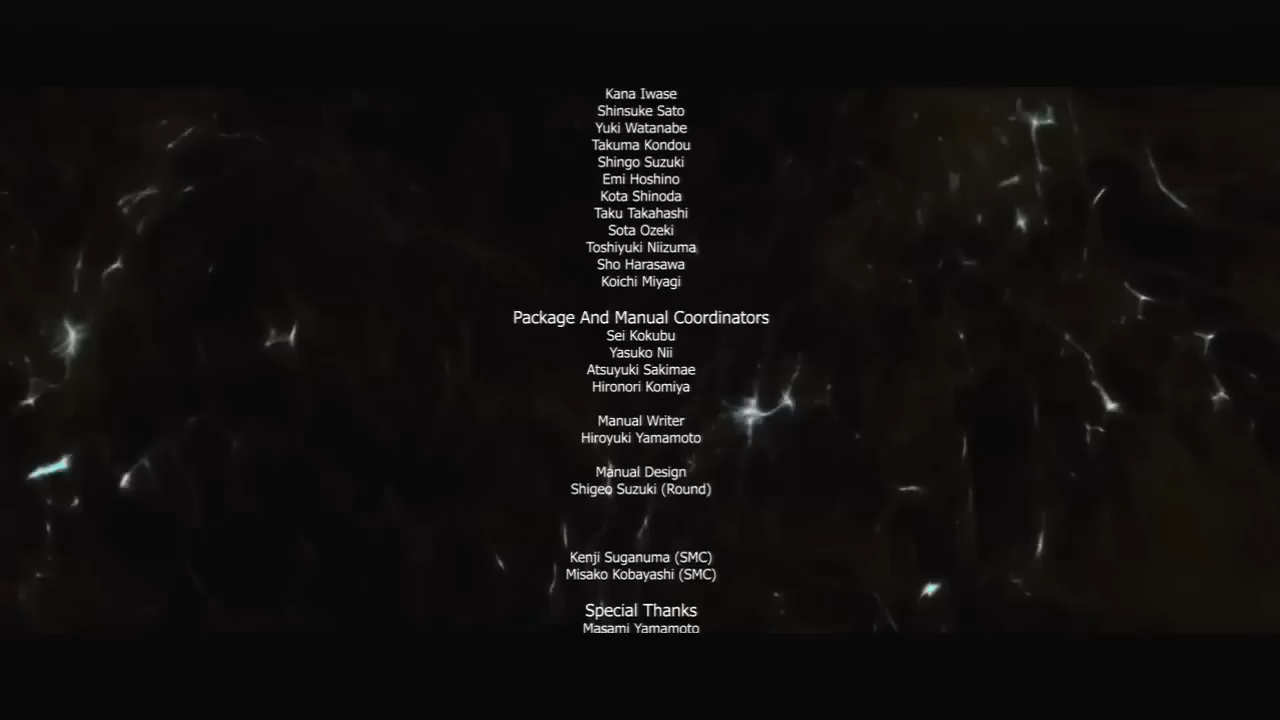 Kana Iwase
Shinsuke Sato
Yuki Watanabe
Takuma Kondou
Shingo Suzuki
Emi Hoshino
Kota Shinoda
Taku Takahashi
Sota Ozeki
Toshiyuki Niizuma
Sho Harasawa
Koichi Miyagi
Package And Manual Coordinators
Sei Kokubu
Yasuko Nii
Atsuyuki Sakimae
Hironori Komiya
Manual Writer
Hiroyuki Yamamoto
Manual Design
Shigeo Suzuki (Round)
Kenji Suganuma (SMC)
Misako Kobayashi (SMC)
Special Thanks
Masami Yamamoto